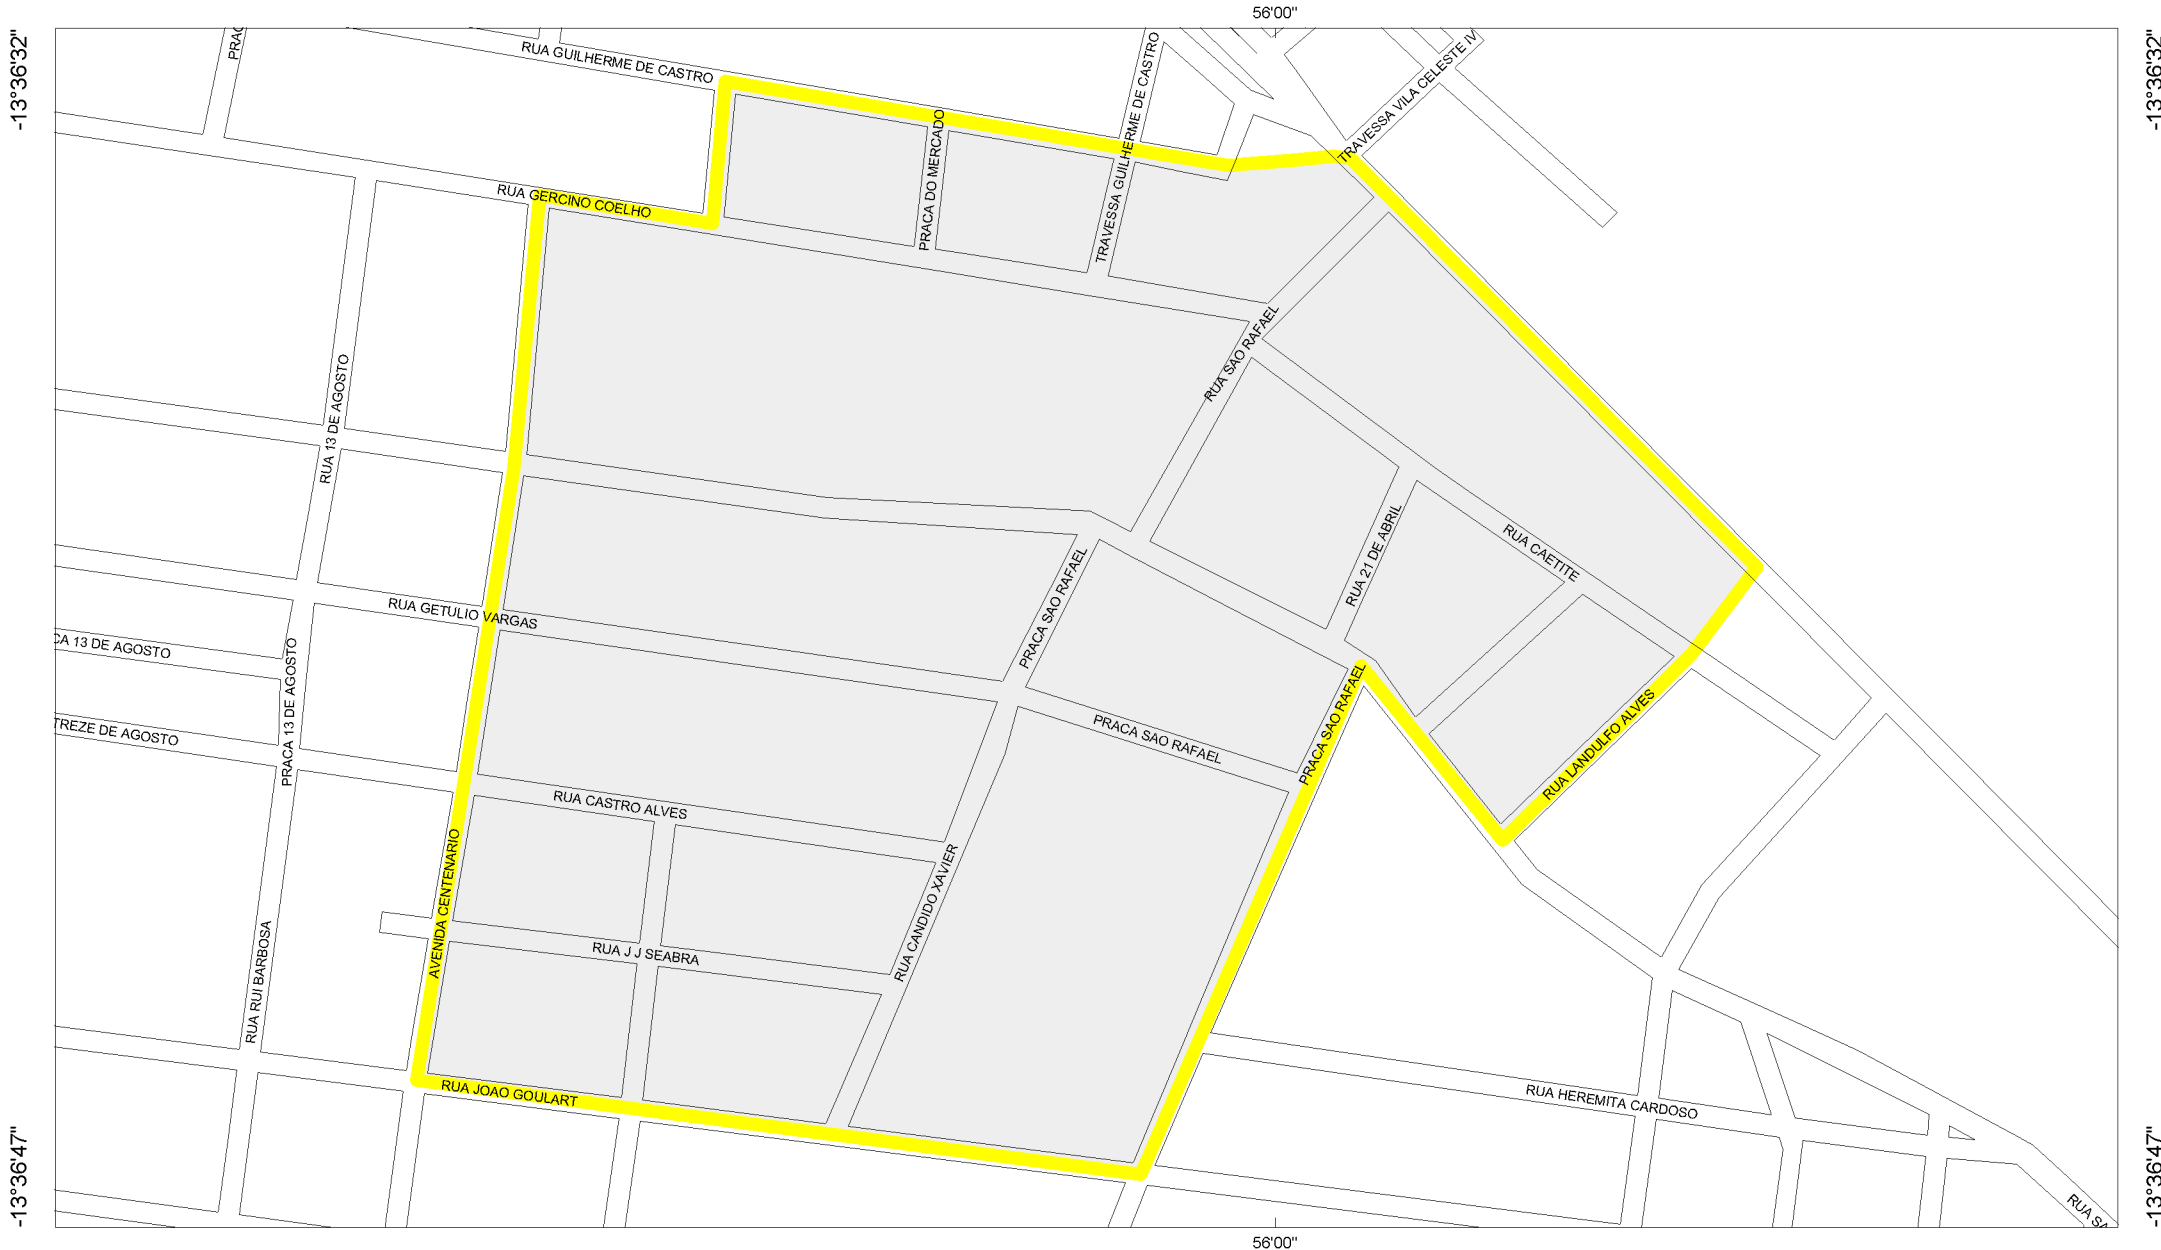 56'00"
-13°36'32"
-13°36'32"
PRAC
RUA GUILHERME DE CASTRO
TRAVESSA GUILHERME DE CASTRO
TRAVESSA VILA CELESTE IV
PRACA DO MERCADO
RUA GERCINO COELHO
RUA SAO RAFAEL
RUA 13 DE AGOSTO
RUA 21 DE ABRIL
RUA CAETITE
PRACA SAO RAFAEL
RUA GETULIO VARGAS
CA 13 DE AGOSTO
PRACA 13 DE AGOSTO
TREZE DE AGOSTO
PRACA SAO RAFAEL
PRACA SAO RAFAEL
RUA LANDULFO ALVES
RUA CASTRO ALVES
AVENIDA CENTENARIO
RUA CANDIDO XAVIER
RUA J J SEABRA
RUA RUI BARBOSA
RUA JOAO GOULART
RUA HEREMITA CARDOSO
RUA SA
-13°36'47"
-13°36'47"
56'00"